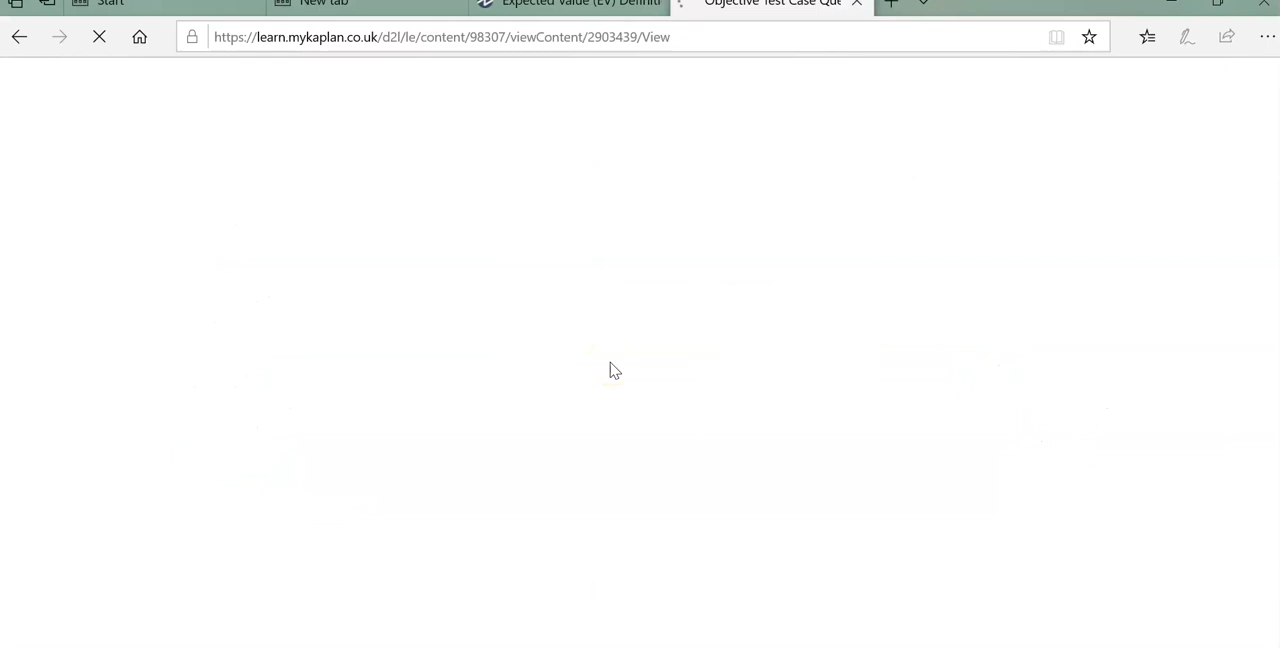 Start
New tab
Expected Value (EV) Definiti
Objective Test Case Que
https://learn.mykaplan.co.uk/d2l/le/content/98307/viewContent/2903439/View